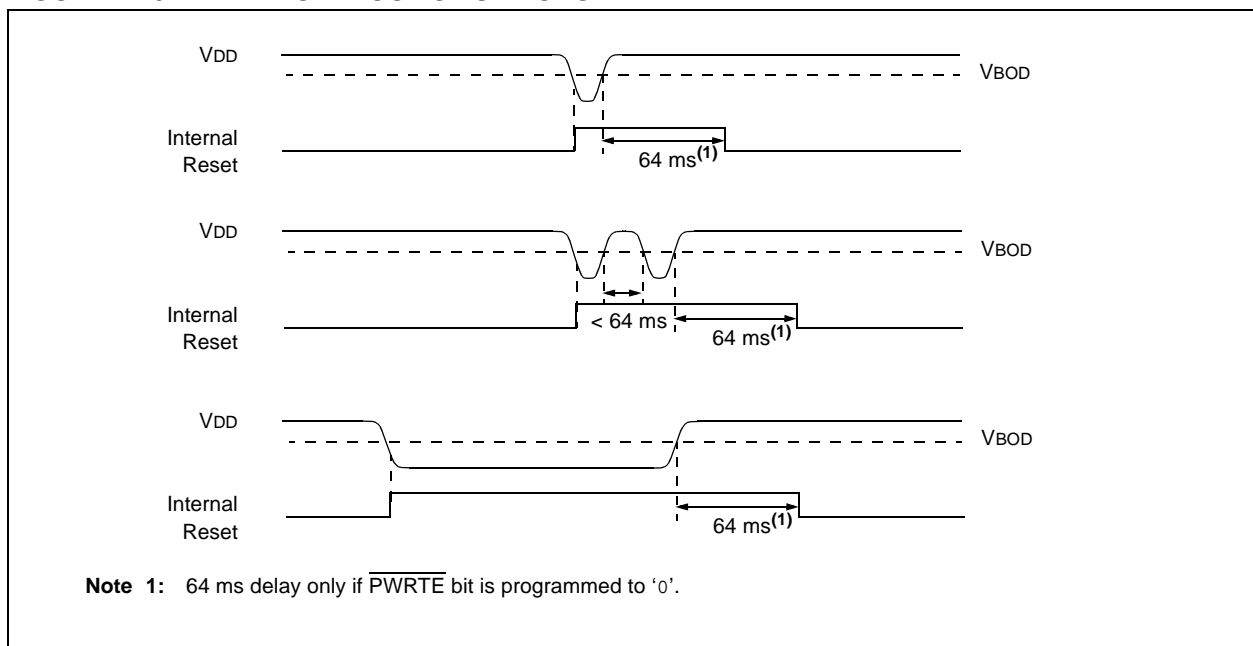 VDD
VBOD
Internal
Reset
64 ms(1)
VDD
VBOD
Internal
Reset
< 64 ms
64 ms(1)
VDD
VBOD
Internal
Reset
64 ms(1)
Note 1: 64 ms delay only if PWRTE bit is programmed to ‘0’.